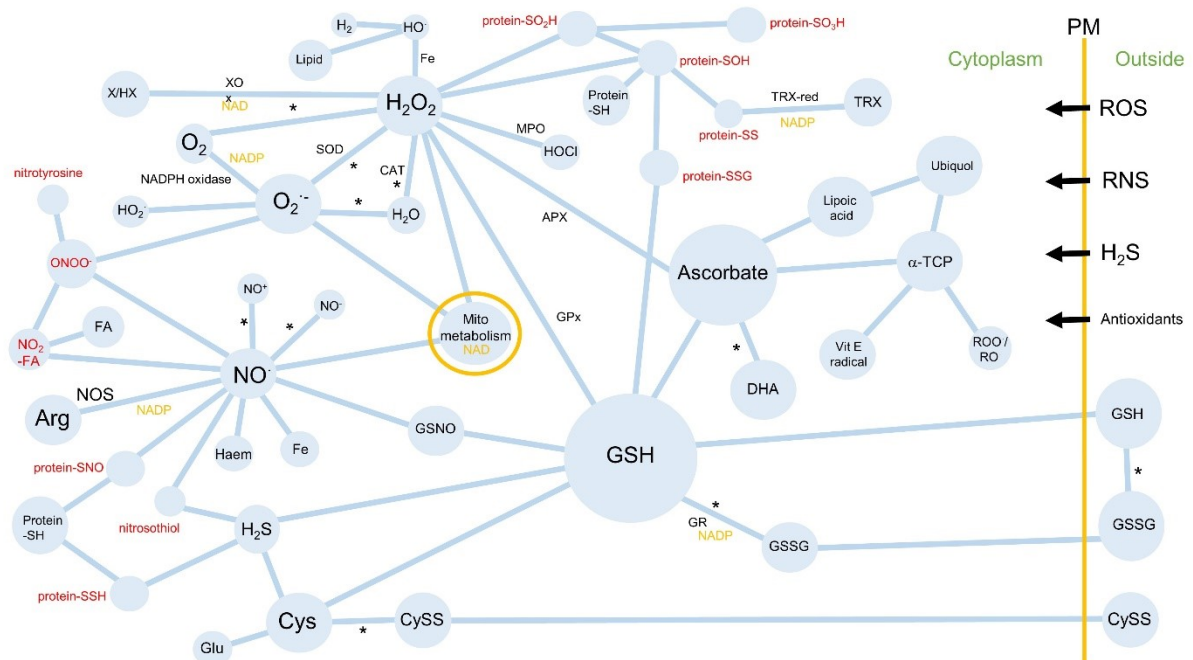 protein-SO₂H
protein-SO₃H
PM
H₂
HO⁻
Lipid
Fe
protein-SOH
Cytoplasm
Outside
X/HX
XO
x
NAD
*
H₂O₂
Protein
-SH
TRX-red
NADP
TRX
protein-SS
ROS
MPO
HOCl
O₂
NADP
SOD
*
CAT
*
nitrotyrosine
NADPH oxidase
protein-SSG
Ubiquol
RNS
Lipoic
acid
HO₂⁻
O₂·⁻
*
H₂O
APX
ONOO⁻
Ascorbate
α-TCP
H₂S
NO⁺
NO⁻
*
*
Mito
metabolism
NAD
GPx
Antioxidants
FA
NO₂
-FA
Vit E
radical
ROO /
RO
*
DHA
NO·
NOS
NADP
Arg
GSNO
GSH
GSH
Haem
Fe
protein-SNO
*
Protein
-SH
nitrosothiol
H₂S
*
GR
NADP
GSSG
GSSG
protein-SSH
Cys
*
CySS
CySS
Glu